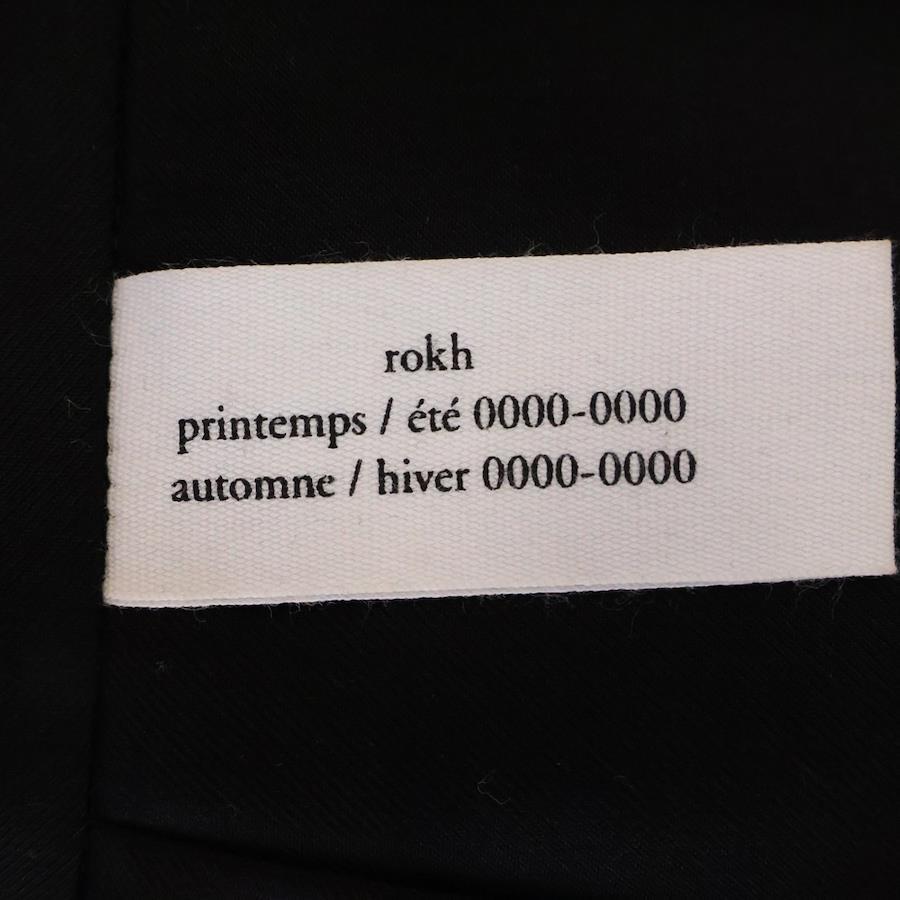 rokh
printemps / été 0000-0000
automne / hiver 0000-0000